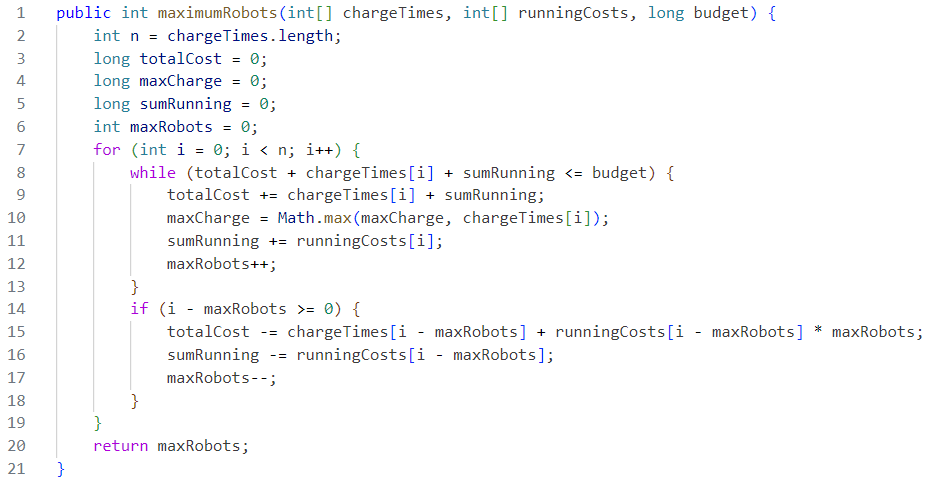 1 public int maximumRobots(int[] chargeTimes, int[] runningCosts, long budget) {
2     int n = chargeTimes.length;
3     long totalCost = 0;
4     long maxCharge = 0;
5     long sumRunning = 0;
6     int maxRobots = 0;
7     for (int i = 0; i < n; i++) {
8         while (totalCost + chargeTimes[i] + sumRunning <= budget) {
9             totalCost += chargeTimes[i] + sumRunning;
10             maxCharge = Math.max(maxCharge, chargeTimes[i]);
11             sumRunning += runningCosts[i];
12             maxRobots++;
13         }
14         if (i - maxRobots >= 0) {
15             totalCost -= chargeTimes[i - maxRobots] + runningCosts[i - maxRobots] * maxRobots;
16             sumRunning -= runningCosts[i - maxRobots];
17             maxRobots--;
18         }
19     }
20     return maxRobots;
21 }